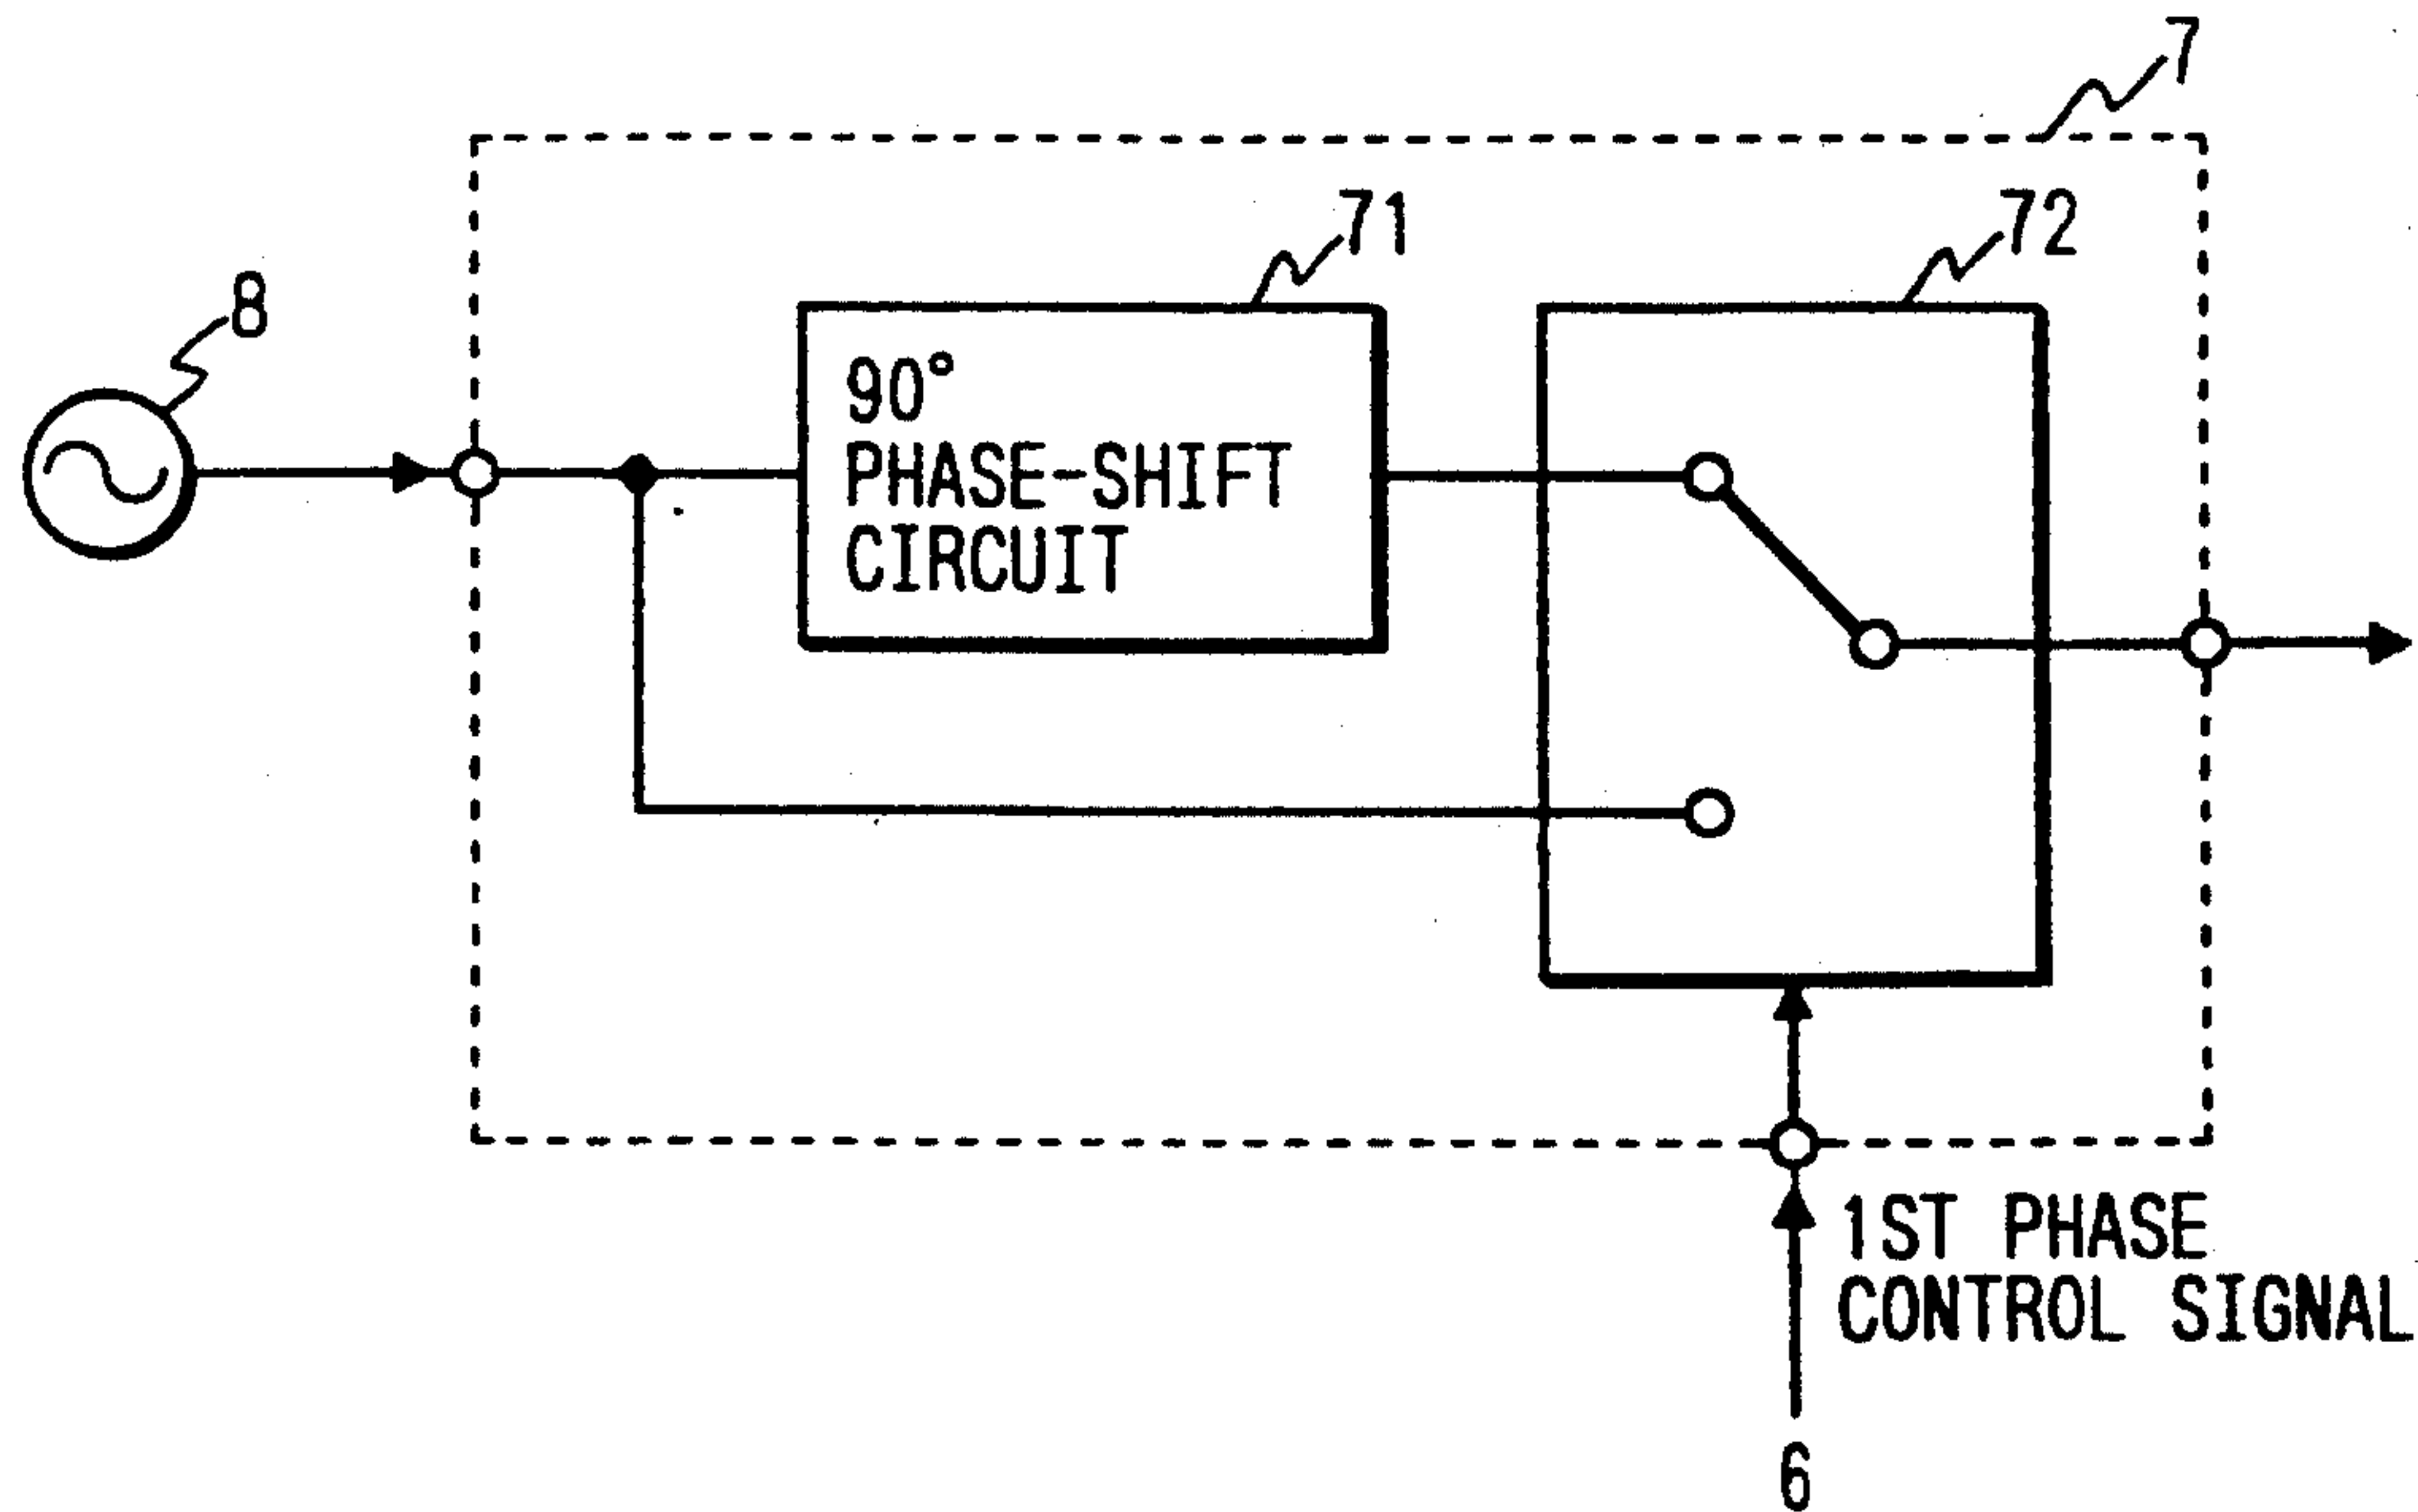 7
71
72
8
90°
PHASE-SHIFT
CIRCUIT
1ST PHASE
CONTROL SIGNAL
6